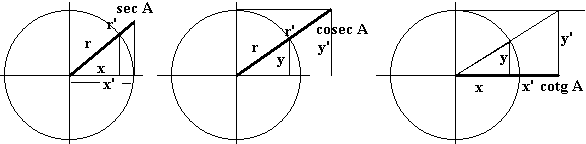 sec A
r'
r
x
x'
r'
cosec A
r
y
y'
y'
y
x
x' cotg A